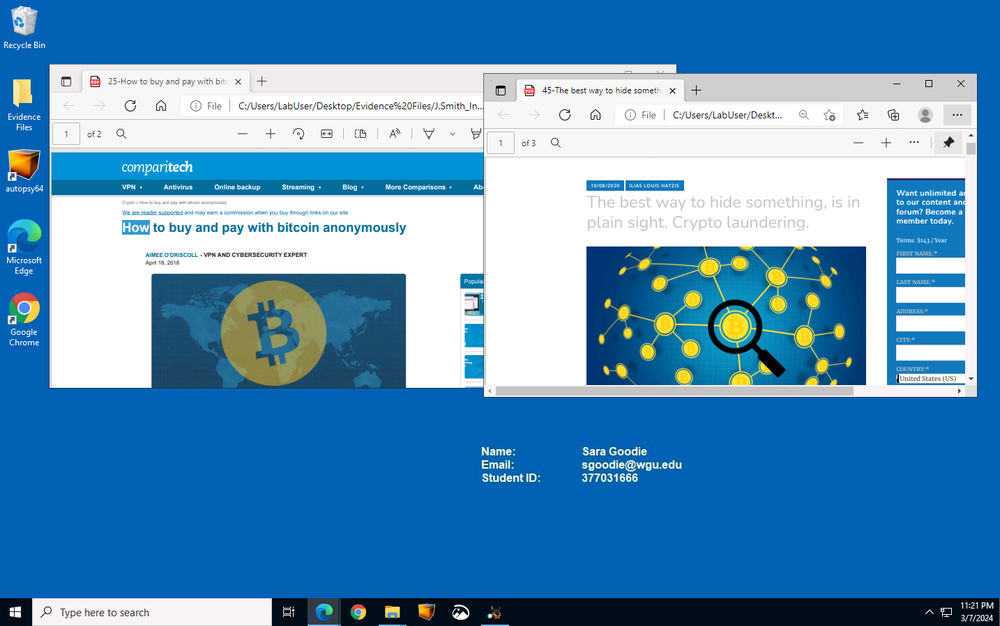 Recycle Bin
Evidence
Files
autopsy64
Microsoft
Edge
Google
Chrome
25-How to buy and pay with bitc
File
C:/Users/LabUser/Desktop/Evidence%20Files/J.Smith_In...
1 of 2
comparitech
VPN Antivirus Online backup Streaming Blog More Comparisons Ab
Crypto » How to buy and pay with bitcoin anonymously
We are reader supported and may earn a commission when you buy through links on our site
How to buy and pay with bitcoin anonymously
AIMEE O'DRISCOLL - VPN AND CYBERSECURITY EXPERT
April 18, 2018
Popula
45-The best way to hide someth
File
C:/Users/LabUser/Deskt...
1 of 3
10/08/2020 ILIAS LOUIS HATZIS
The best way to hide something, is in
plain sight. Crypto laundering.
Want unlimited a
to our content and
forum? Become a
member today.
Terms: $143 / Year
FIRST NAME:*
LAST NAME:*
ADDRESS:*
CITY:*
COUNTRY:*
United States (US)
Name: Sara Goodie
Email: sgoodie@wgu.edu
Student ID: 377031666
Type here to search
11:21 PM
3/7/2024